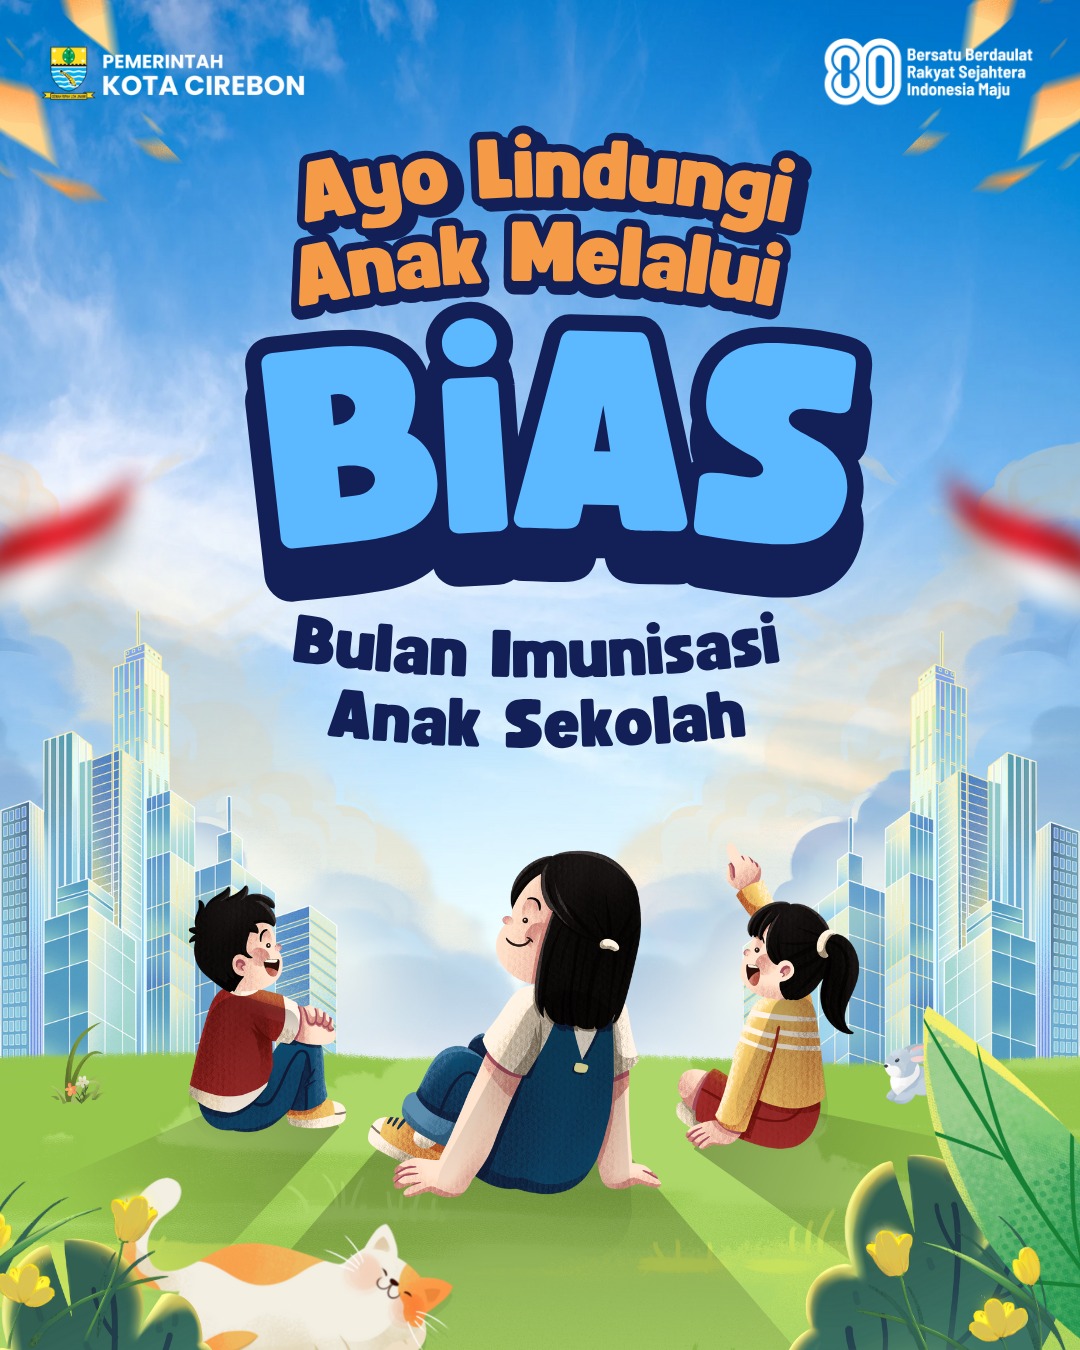 PEMERINTAH
KOTA CIREBON
80
Bersatu Berdaulat
Rakyat Sejahtera
Indonesia Maju
Ayo Lindungi
Anak Melalui
BiAS
Bulan Imunisasi
Anak Sekolah